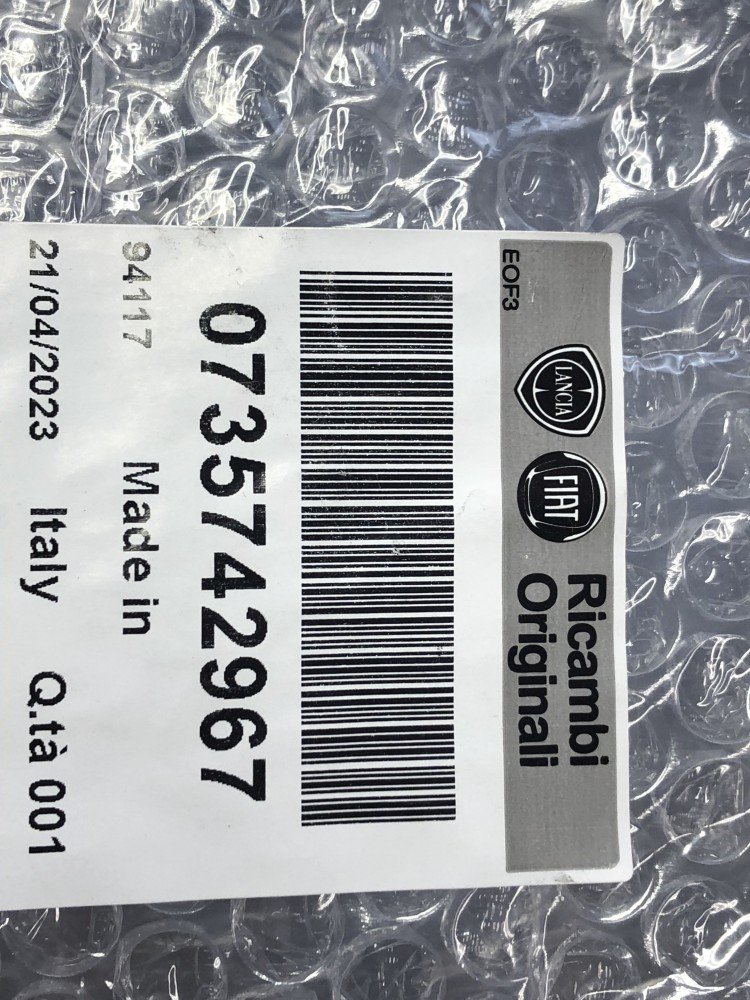 EOF3
LANCIA
FIAT
Ricambi
Originali
0735742967
94117 Made in
21/04/2023 Italy Q.tà 001